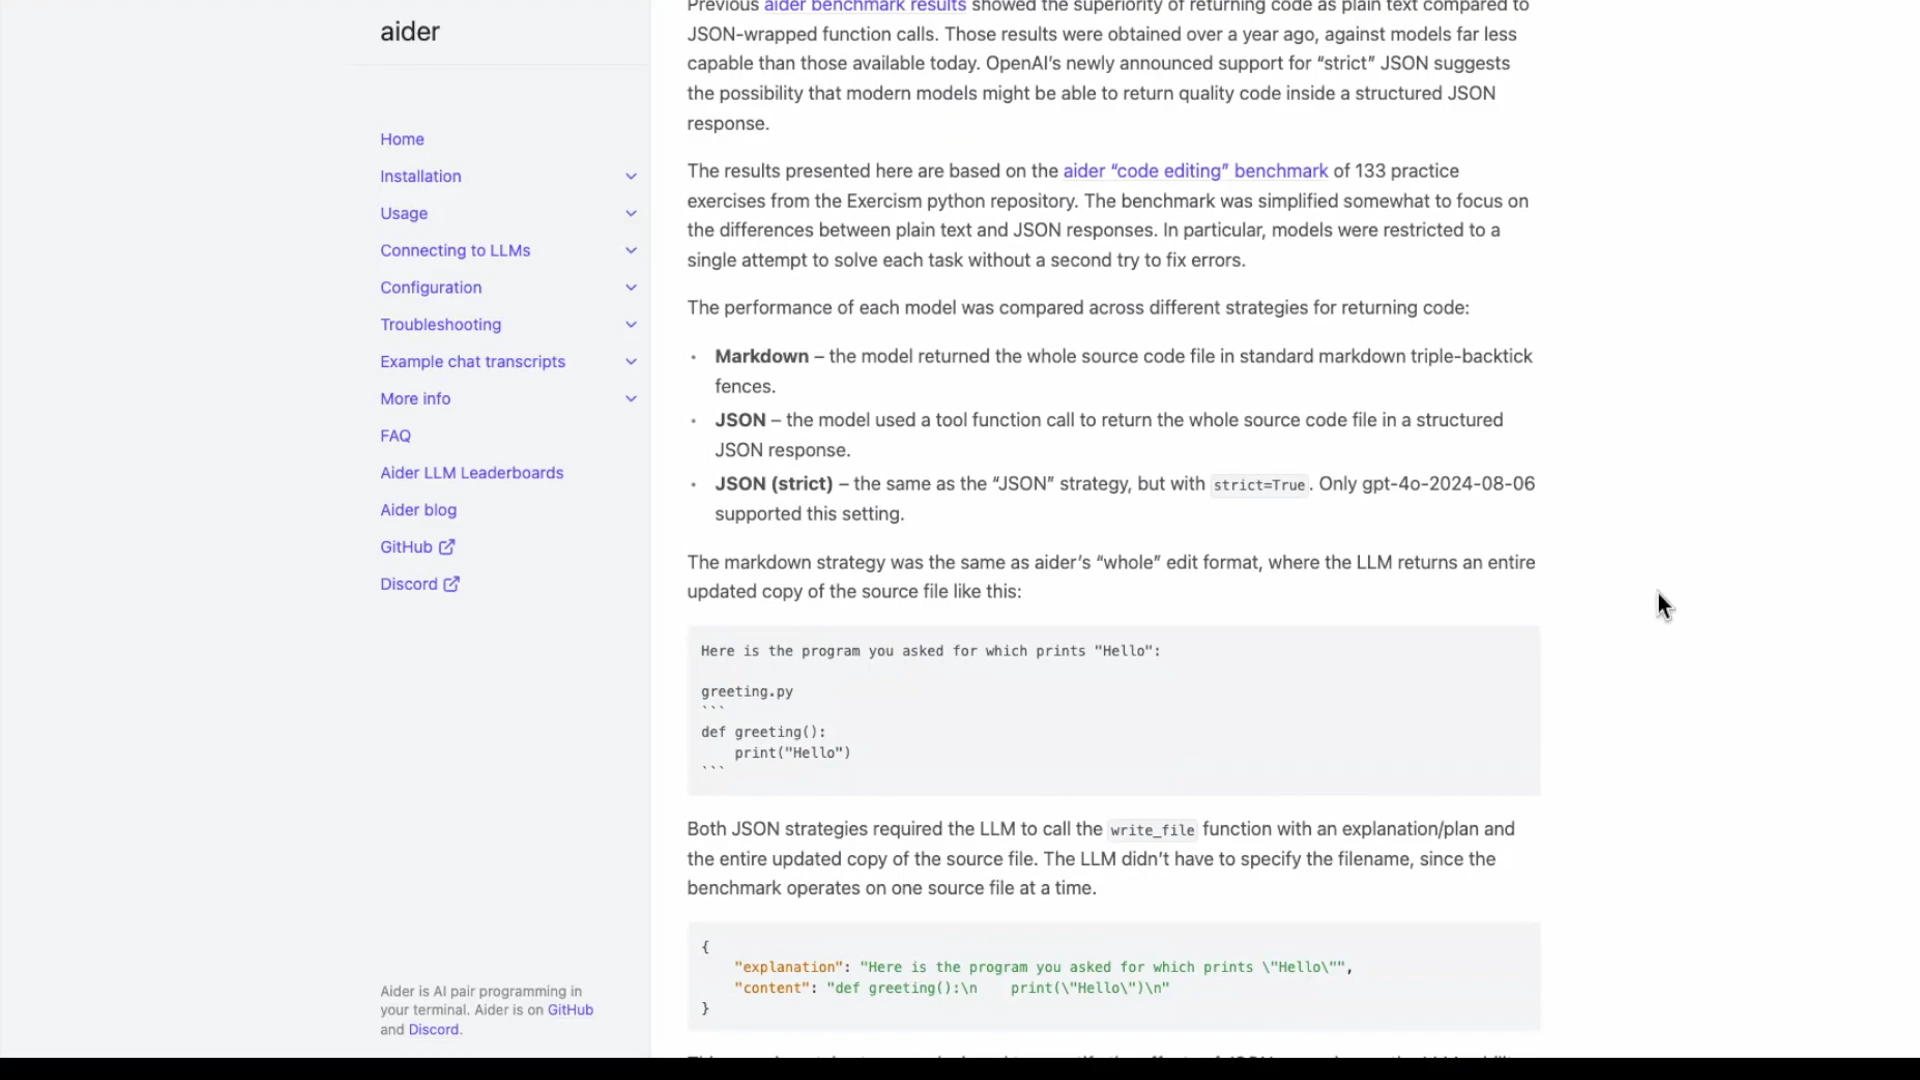 aider
Home
Installation
Usage
Connecting to LLMs
Configuration
Troubleshooting
Example chat transcripts
More info
FAQ
Aider LLM Leaderboards
Aider blog
GitHub
Discord
Aider is AI pair programming in
your terminal. Aider is on GitHub
and Discord.
Previous aider benchmark results showed the superiority of returning code as plain text compared to
JSON-wrapped function calls. Those results were obtained over a year ago, against models far less
capable than those available today. OpenAI’s newly announced support for “strict” JSON suggests
the possibility that modern models might be able to return quality code inside a structured JSON
response.
The results presented here are based on the aider “code editing” benchmark of 133 practice
exercises from the Exercism python repository. The benchmark was simplified somewhat to focus on
the differences between plain text and JSON responses. In particular, models were restricted to a
single attempt to solve each task without a second try to fix errors.
The performance of each model was compared across different strategies for returning code:
• Markdown – the model returned the whole source code file in standard markdown triple-backtick
fences.
• JSON – the model used a tool function call to return the whole source code file in a structured
JSON response.
• JSON (strict) – the same as the “JSON” strategy, but with strict=True. Only gpt-4o-2024-08-06
supported this setting.
The markdown strategy was the same as aider’s “whole” edit format, where the LLM returns an entire
updated copy of the source file like this:
Here is the program you asked for which prints "Hello":
greeting.py
```
def greeting():
    print("Hello")
```
Both JSON strategies required the LLM to call the write_file function with an explanation/plan and
the entire updated copy of the source file. The LLM didn’t have to specify the filename, since the
benchmark operates on one source file at a time.
{
    "explanation": "Here is the program you asked for which prints \"Hello\"",
    "content": "def greeting():\n    print(\"Hello\")\n"
}